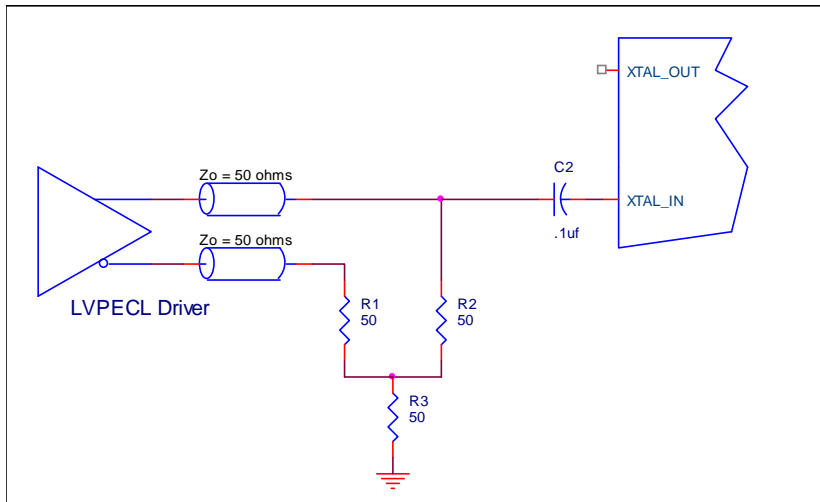 XTAL_OUT
C2
Zo = 50 ohms
XTAL_IN
.1uf
Zo = 50 ohms
LVPECL Driver
R1
50
R2
50
R3
50